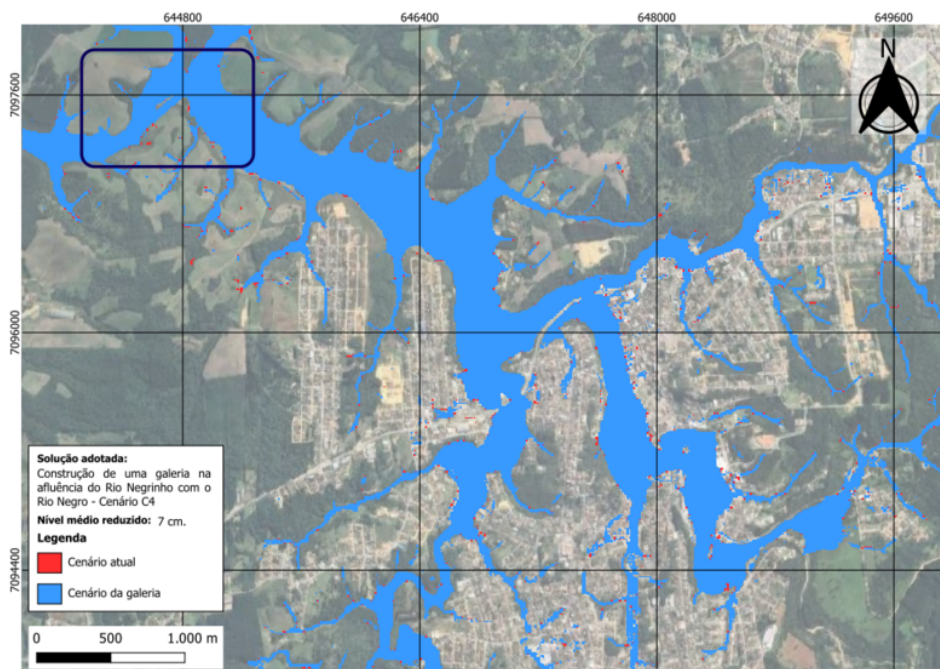 644800 646400 648000 649600
N
7097600
7096000
7094400
Solução adotada:
Construção de uma galeria na
afluência do Rio Negrinho com o
Rio Negro - Cenário C4
Nível médio reduzido: 7 cm.
Legenda
Cenário atual
Cenário da galeria
0 500 1.000 m